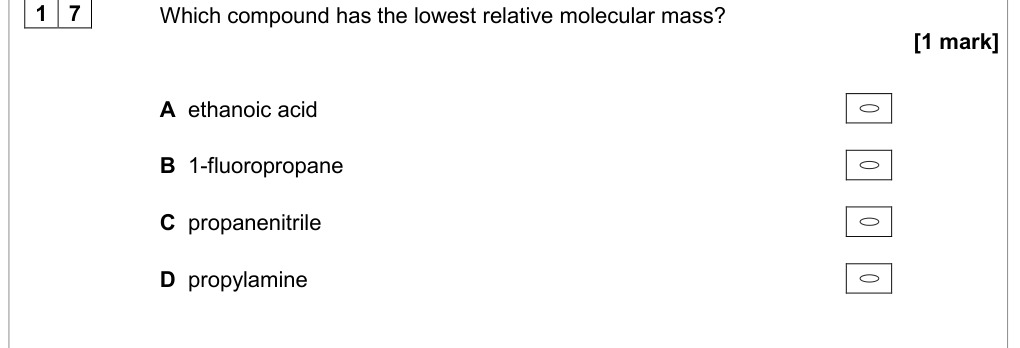 1 7 Which compound has the lowest relative molecular mass?
[1 mark]
A ethanoic acid
B 1-fluoropropane
C propanenitrile
D propylamine